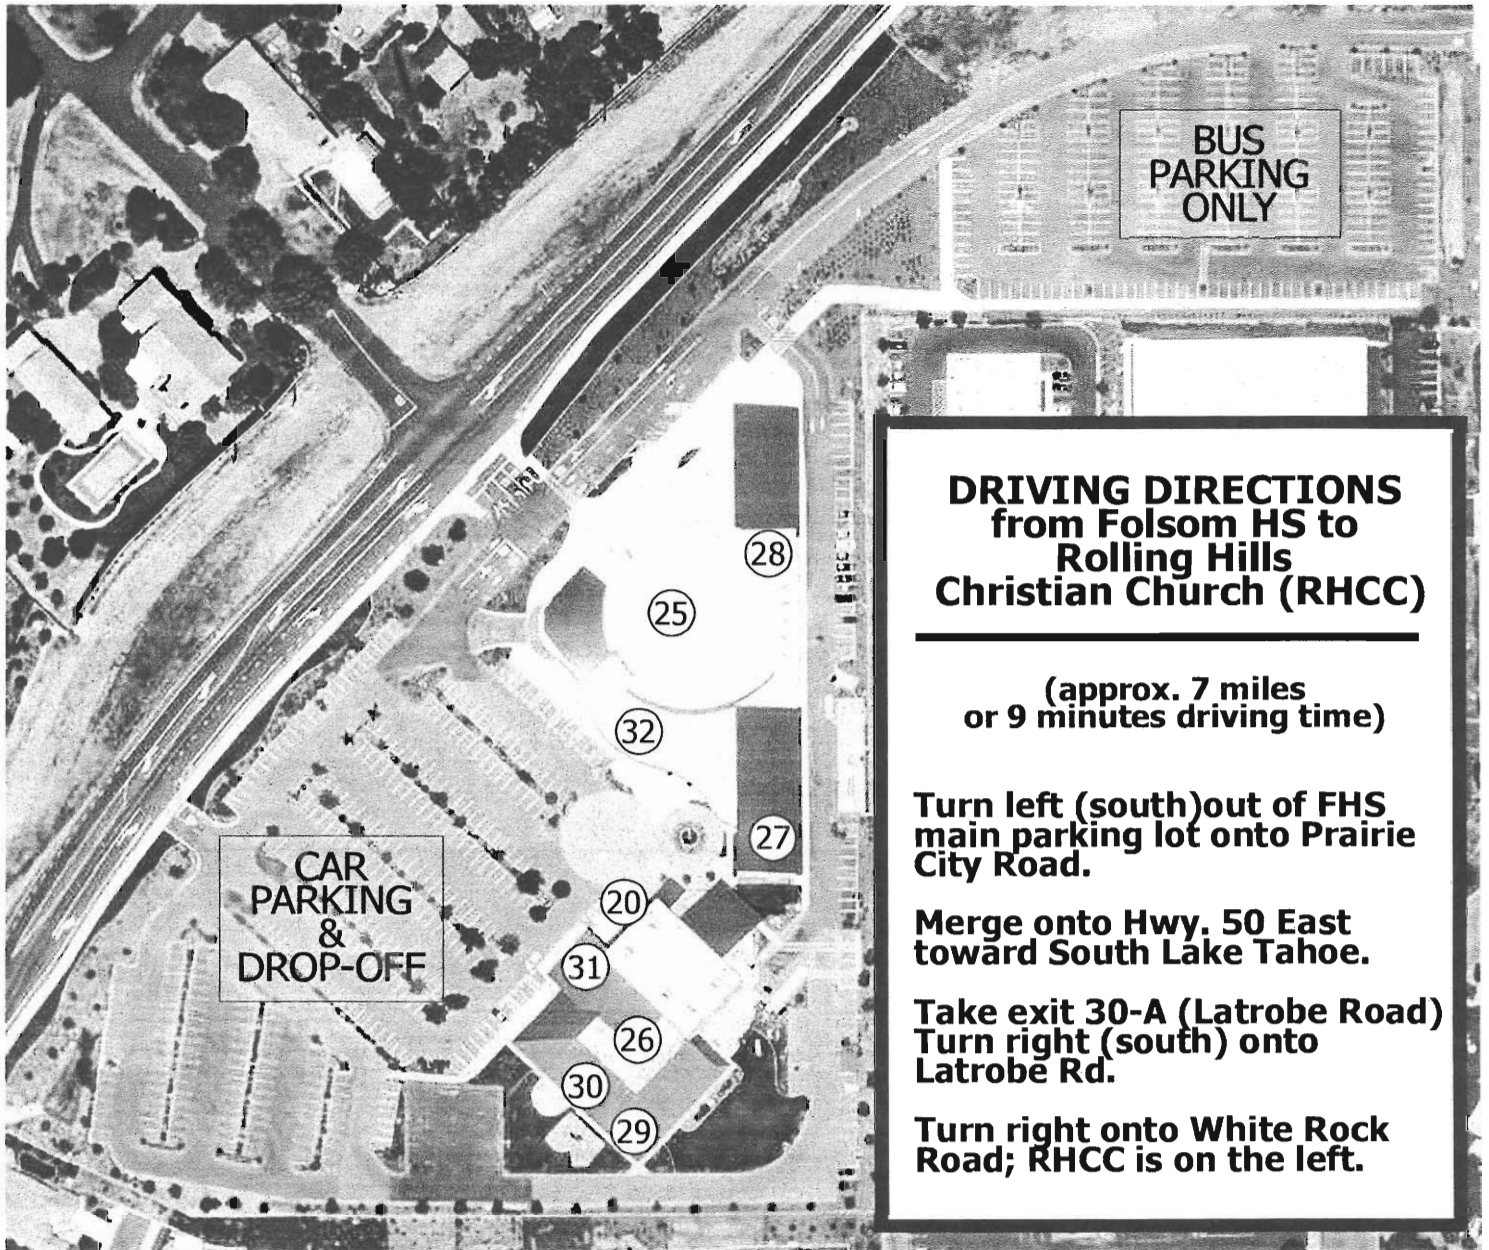 BUS
PARKING
ONLY
28
25
32
27
20
31
26
30
29
CAR
PARKING
&
DROP-OFF
DRIVING DIRECTIONS
from Folsom HS to
Rolling Hills
Christian Church (RHCC)
(approx. 7 miles
or 9 minutes driving time)
Turn left (south)out of FHS
main parking lot onto Prairie
City Road.
Merge onto Hwy. 50 East
toward South Lake Tahoe.
Take exit 30-A (Latrobe Road)
Turn right (south) onto
Latrobe Rd.
Turn right onto White Rock
Road; RHCC is on the left.